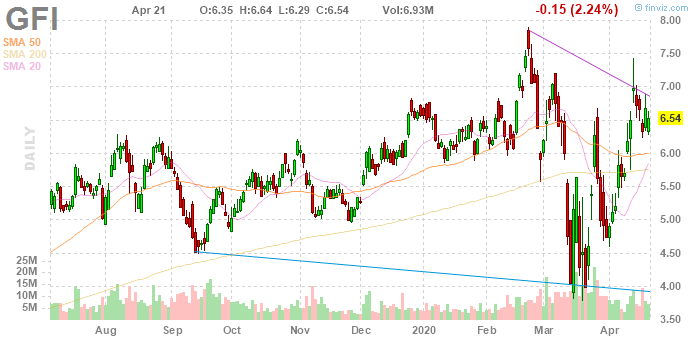 GFI
Apr 21 O:6.35 H:6.64 L:6.29 C:6.54 Vol:6.93M
© finviz.com
-0.15 (2.24%)
SMA 50
SMA 200
SMA 20
DAILY
8.00
7.00
6.54
6.50
6.00
5.50
5.00
4.50
4.00
3.50
25M
20M
15M
10M
5M
Aug Sep Oct Nov Dec 2020 Feb Mar Apr